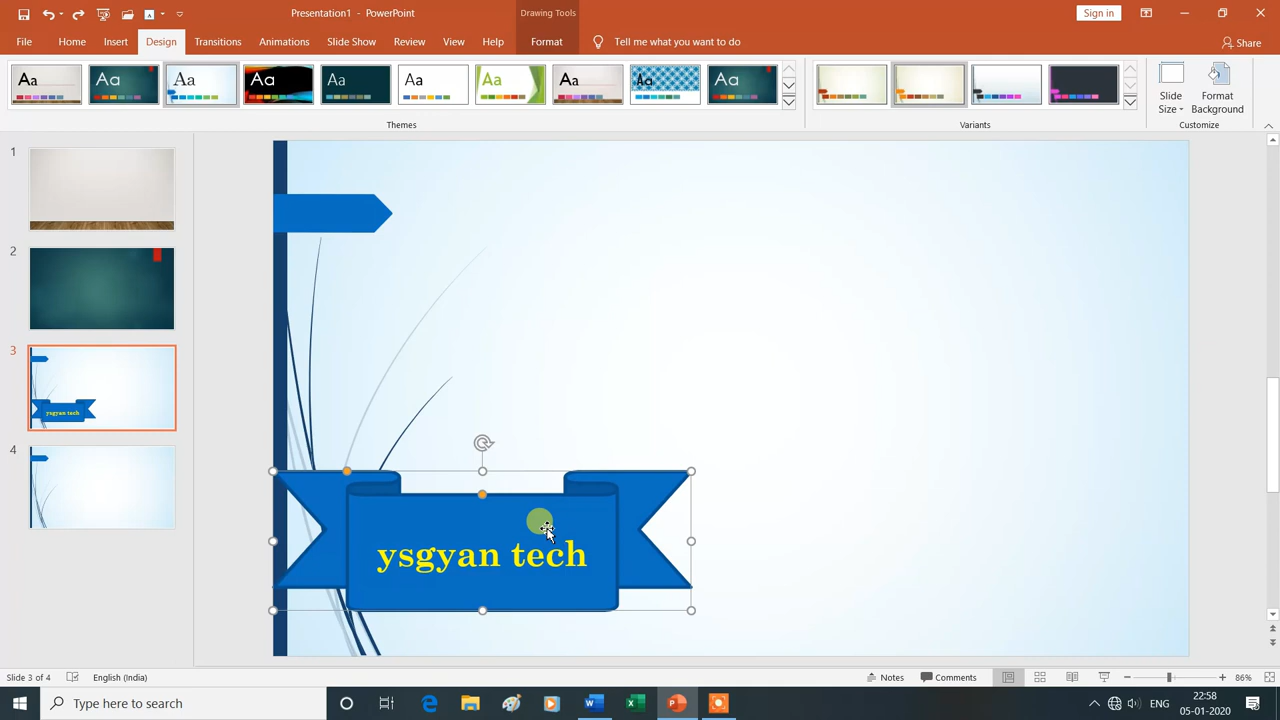 Presentation1 - PowerPoint
Drawing Tools
Sign in
File
Home
Insert
Design
Transitions
Animations
Slide Show
Review
View
Help
Format
Tell me what you want to do
Share
Aa
Aa
Aa
Aa
Aa
Aa
Aa
Aa
Aa
Aa
Slide Size
Format Background
Themes
Variants
Customize
1
2
3
ysgyan tech
4
ysgyan tech
Slide 3 of 4
English (India)
Notes
Comments
86%
Type here to search
ENG
22:58
05-01-2020